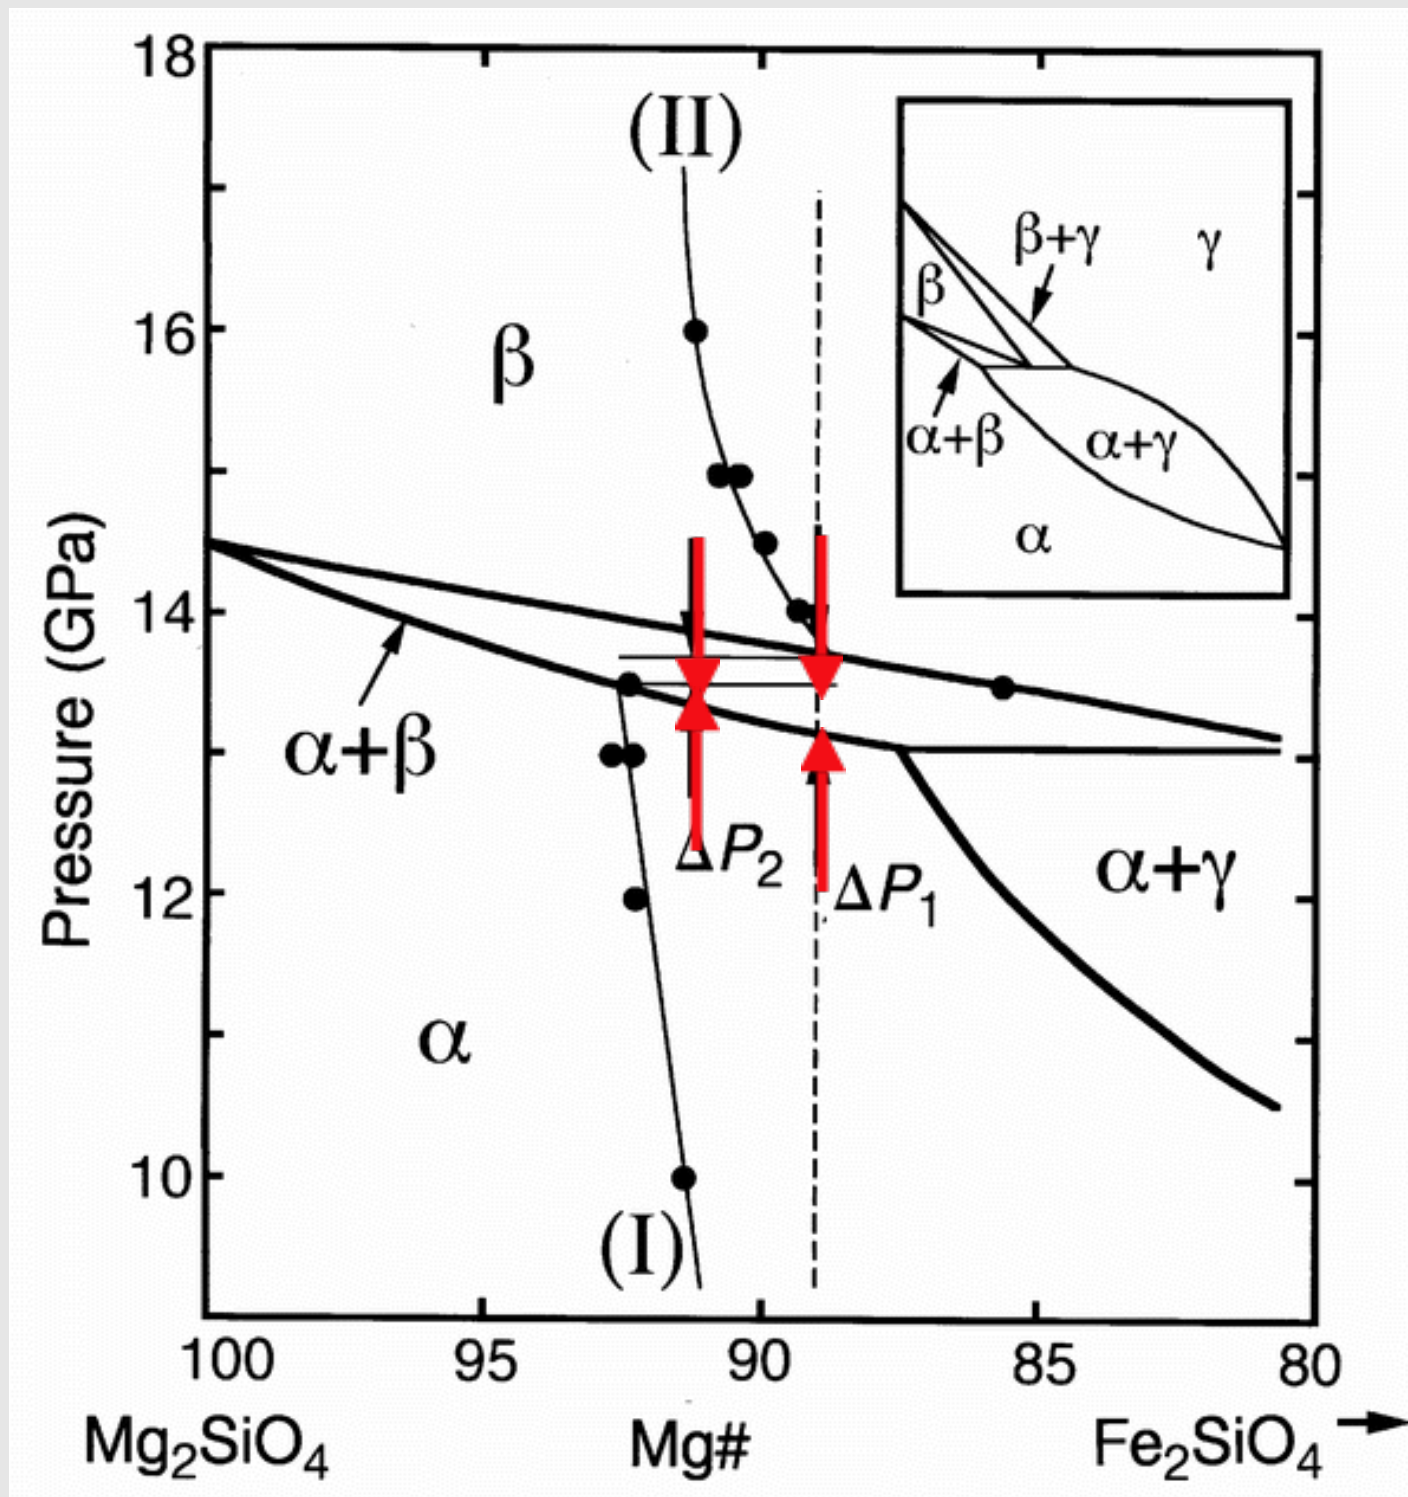 18
(II)
β+γ
γ
β
16
β
α+β
α+γ
α
14
α+β
Pressure (GPa)
ΔP₂
ΔP₁
α+γ
12
α
10
(I)
100 95 90 85 80
Mg₂SiO₄ Mg# Fe₂SiO₄